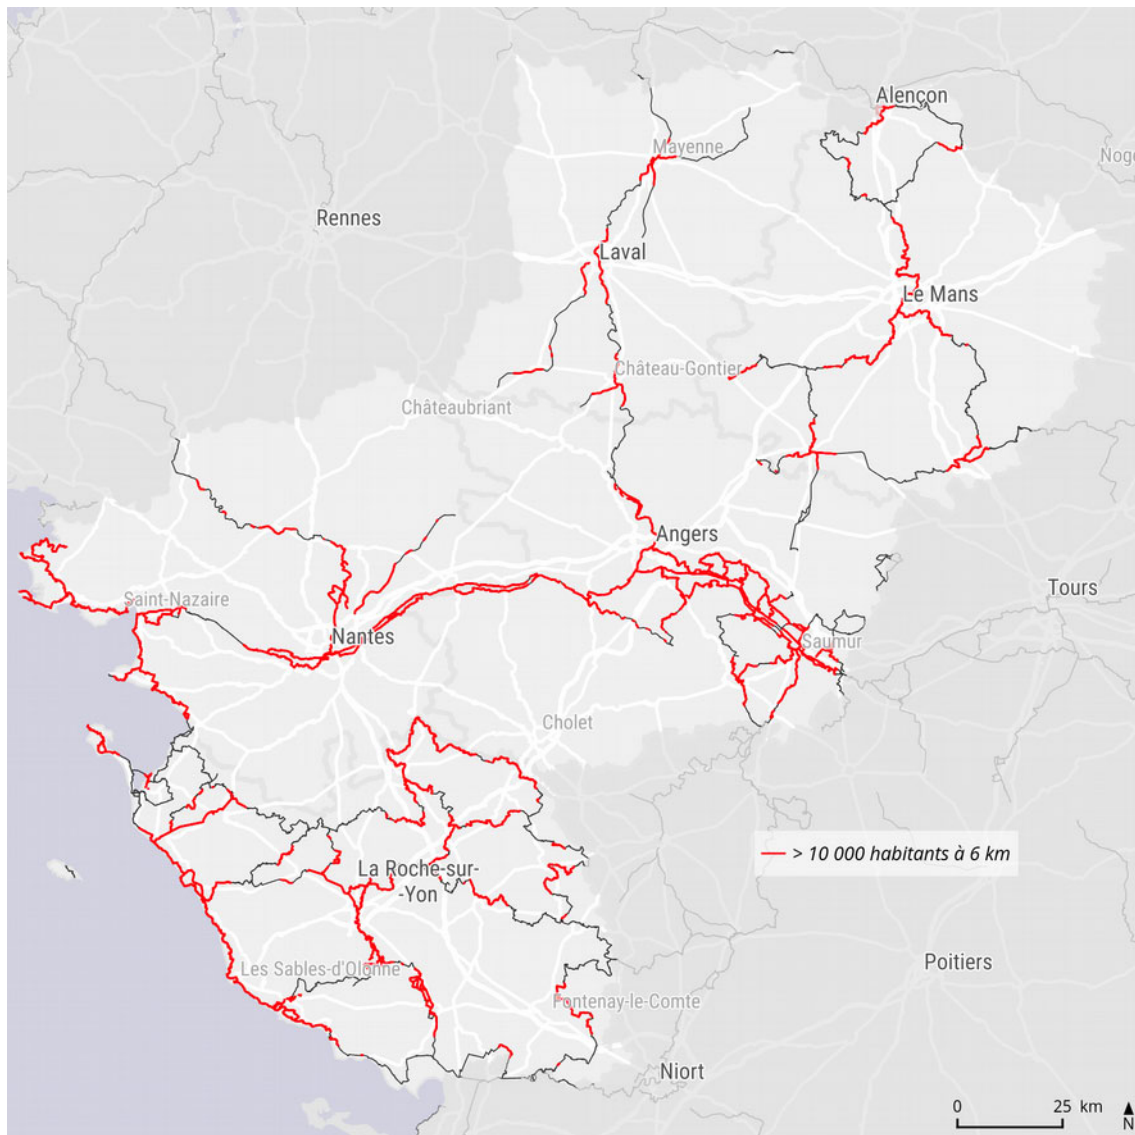 Alençon
Mayenne
Nog
Rennes
Laval
Le Mans
Château-Gontier
Châteaubriant
Angers
Tours
Saint-Nazaire
Nantes
Saumur
Cholet
> 10 000 habitants à 6 km
La Roche-sur-
-Yon
Poitiers
Les Sables-d'Olonne
Fontenay-le-Comte
Niort
0 25 km
N